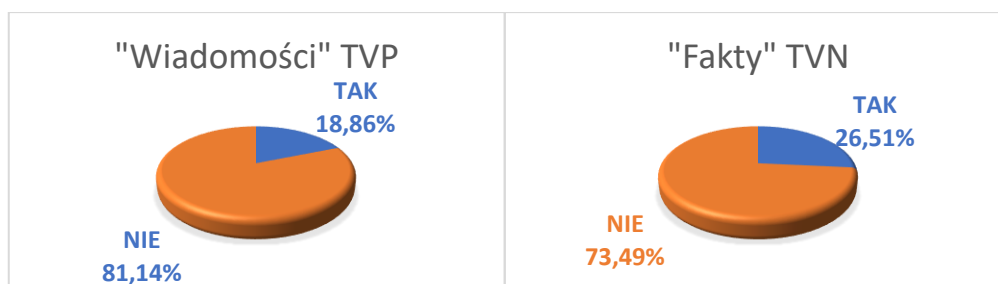 "Wiadomości" TVP
TAK
18,86%
NIE
81,14%
"Fakty" TVN
TAK
26,51%
NIE
73,49%